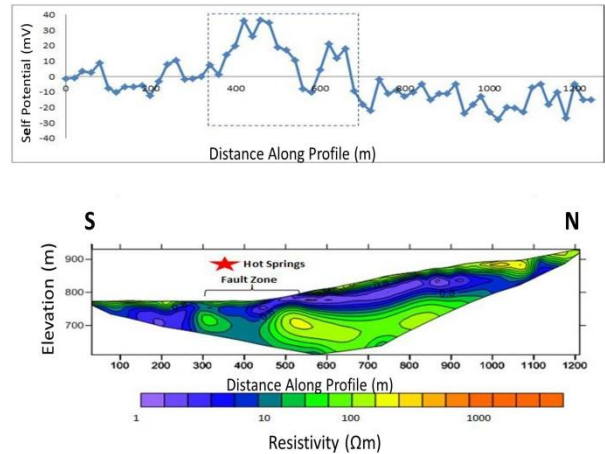 40
30
20
10
0
-10
-20
-30
-40
Self Potential (mV)
0 200 400 600 800 1000 1200
Distance Along Profile (m)
S N
Hot Springs
Fault Zone
Elevation (m)
900
800
700
100 200 300 400 500 600 700 800 900 1000 1100 1200
Distance Along Profile (m)
1 10 100 1000
Resistivity (Ωm)